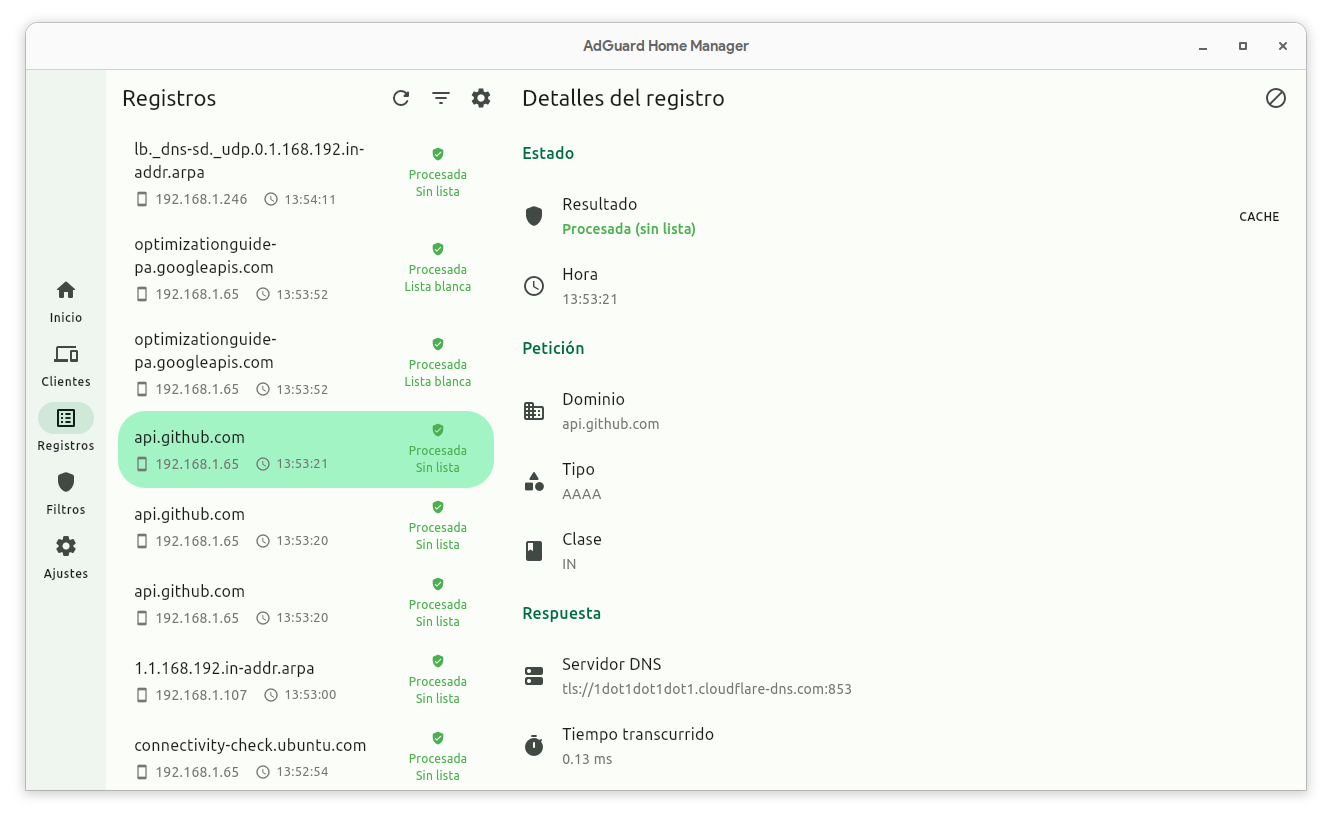 AdGuard Home Manager
Inicio
Clientes
Registros
Filtros
Ajustes
Registros
lb._dns-sd._udp.0.1.168.192.in-
addr.arpa
192.168.1.246 13:54:11
Procesada
Sin lista
optimizationguide-
pa.googleapis.com
192.168.1.65 13:53:52
Procesada
Lista blanca
optimizationguide-
pa.googleapis.com
192.168.1.65 13:53:52
Procesada
Lista blanca
api.github.com
192.168.1.65 13:53:21
Procesada
Sin lista
api.github.com
192.168.1.65 13:53:20
Procesada
Sin lista
api.github.com
192.168.1.65 13:53:20
Procesada
Sin lista
1.1.168.192.in-addr.arpa
192.168.1.107 13:53:00
Procesada
Sin lista
connectivity-check.ubuntu.com
192.168.1.65 13:52:54
Procesada
Sin lista
Detalles del registro
Estado
Resultado
Procesada (sin lista)
CACHE
Hora
13:53:21
Petición
Dominio
api.github.com
Tipo
AAAA
Clase
IN
Respuesta
Servidor DNS
tls://1dot1dot1dot1.cloudflare-dns.com:853
Tiempo transcurrido
0.13 ms